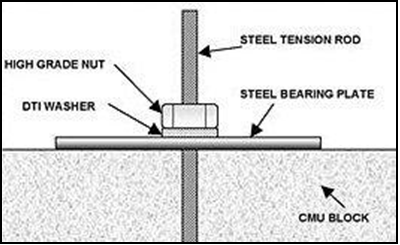 STEEL TENSION ROD
HIGH GRADE NUT
DTI WASHER
STEEL BEARING PLATE
CMU BLOCK